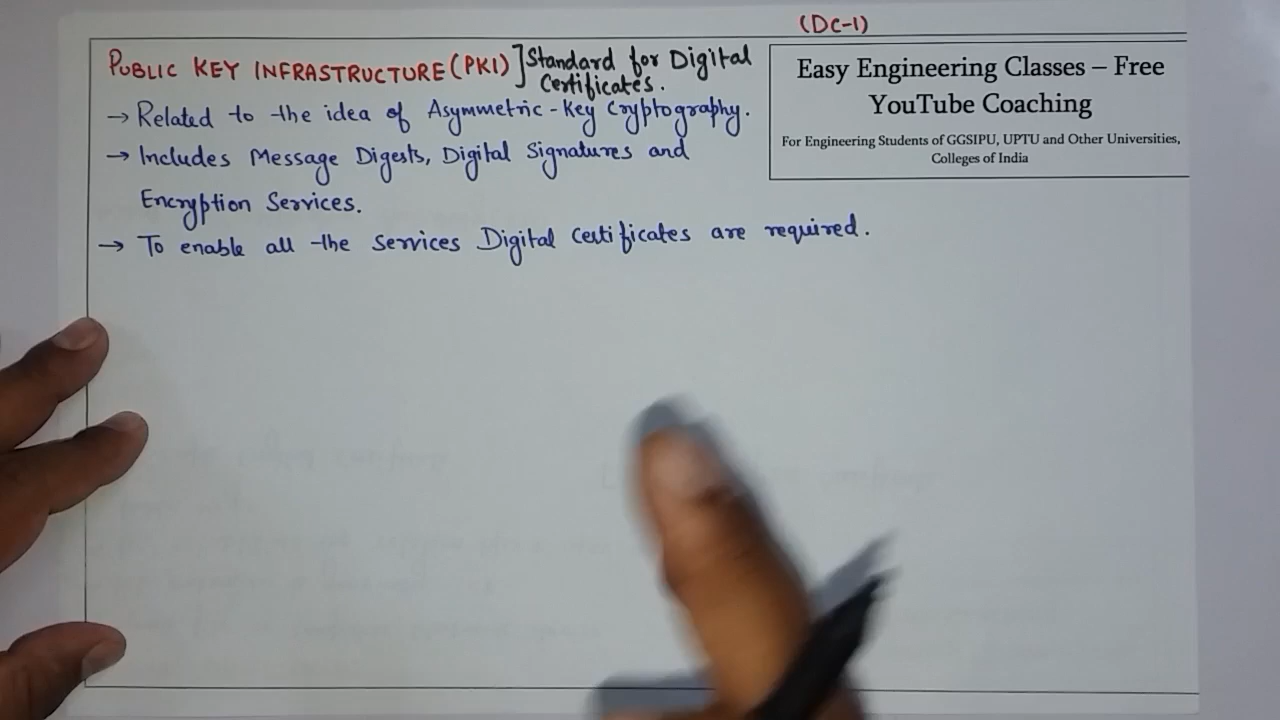 (DC-1)
PUBLIC KEY INFRASTRUCTURE (PKI) ] Standard for Digital
Certificates.
→ Related to the idea of Asymmetric-Key Cryptography.
→ Includes Message Digests, Digital Signatures and
Encryption Services.
→ To enable all the services Digital Certificates are required.
Easy Engineering Classes – Free
YouTube Coaching
For Engineering Students of GGSIPU, UPTU and Other Universities,
Colleges of India